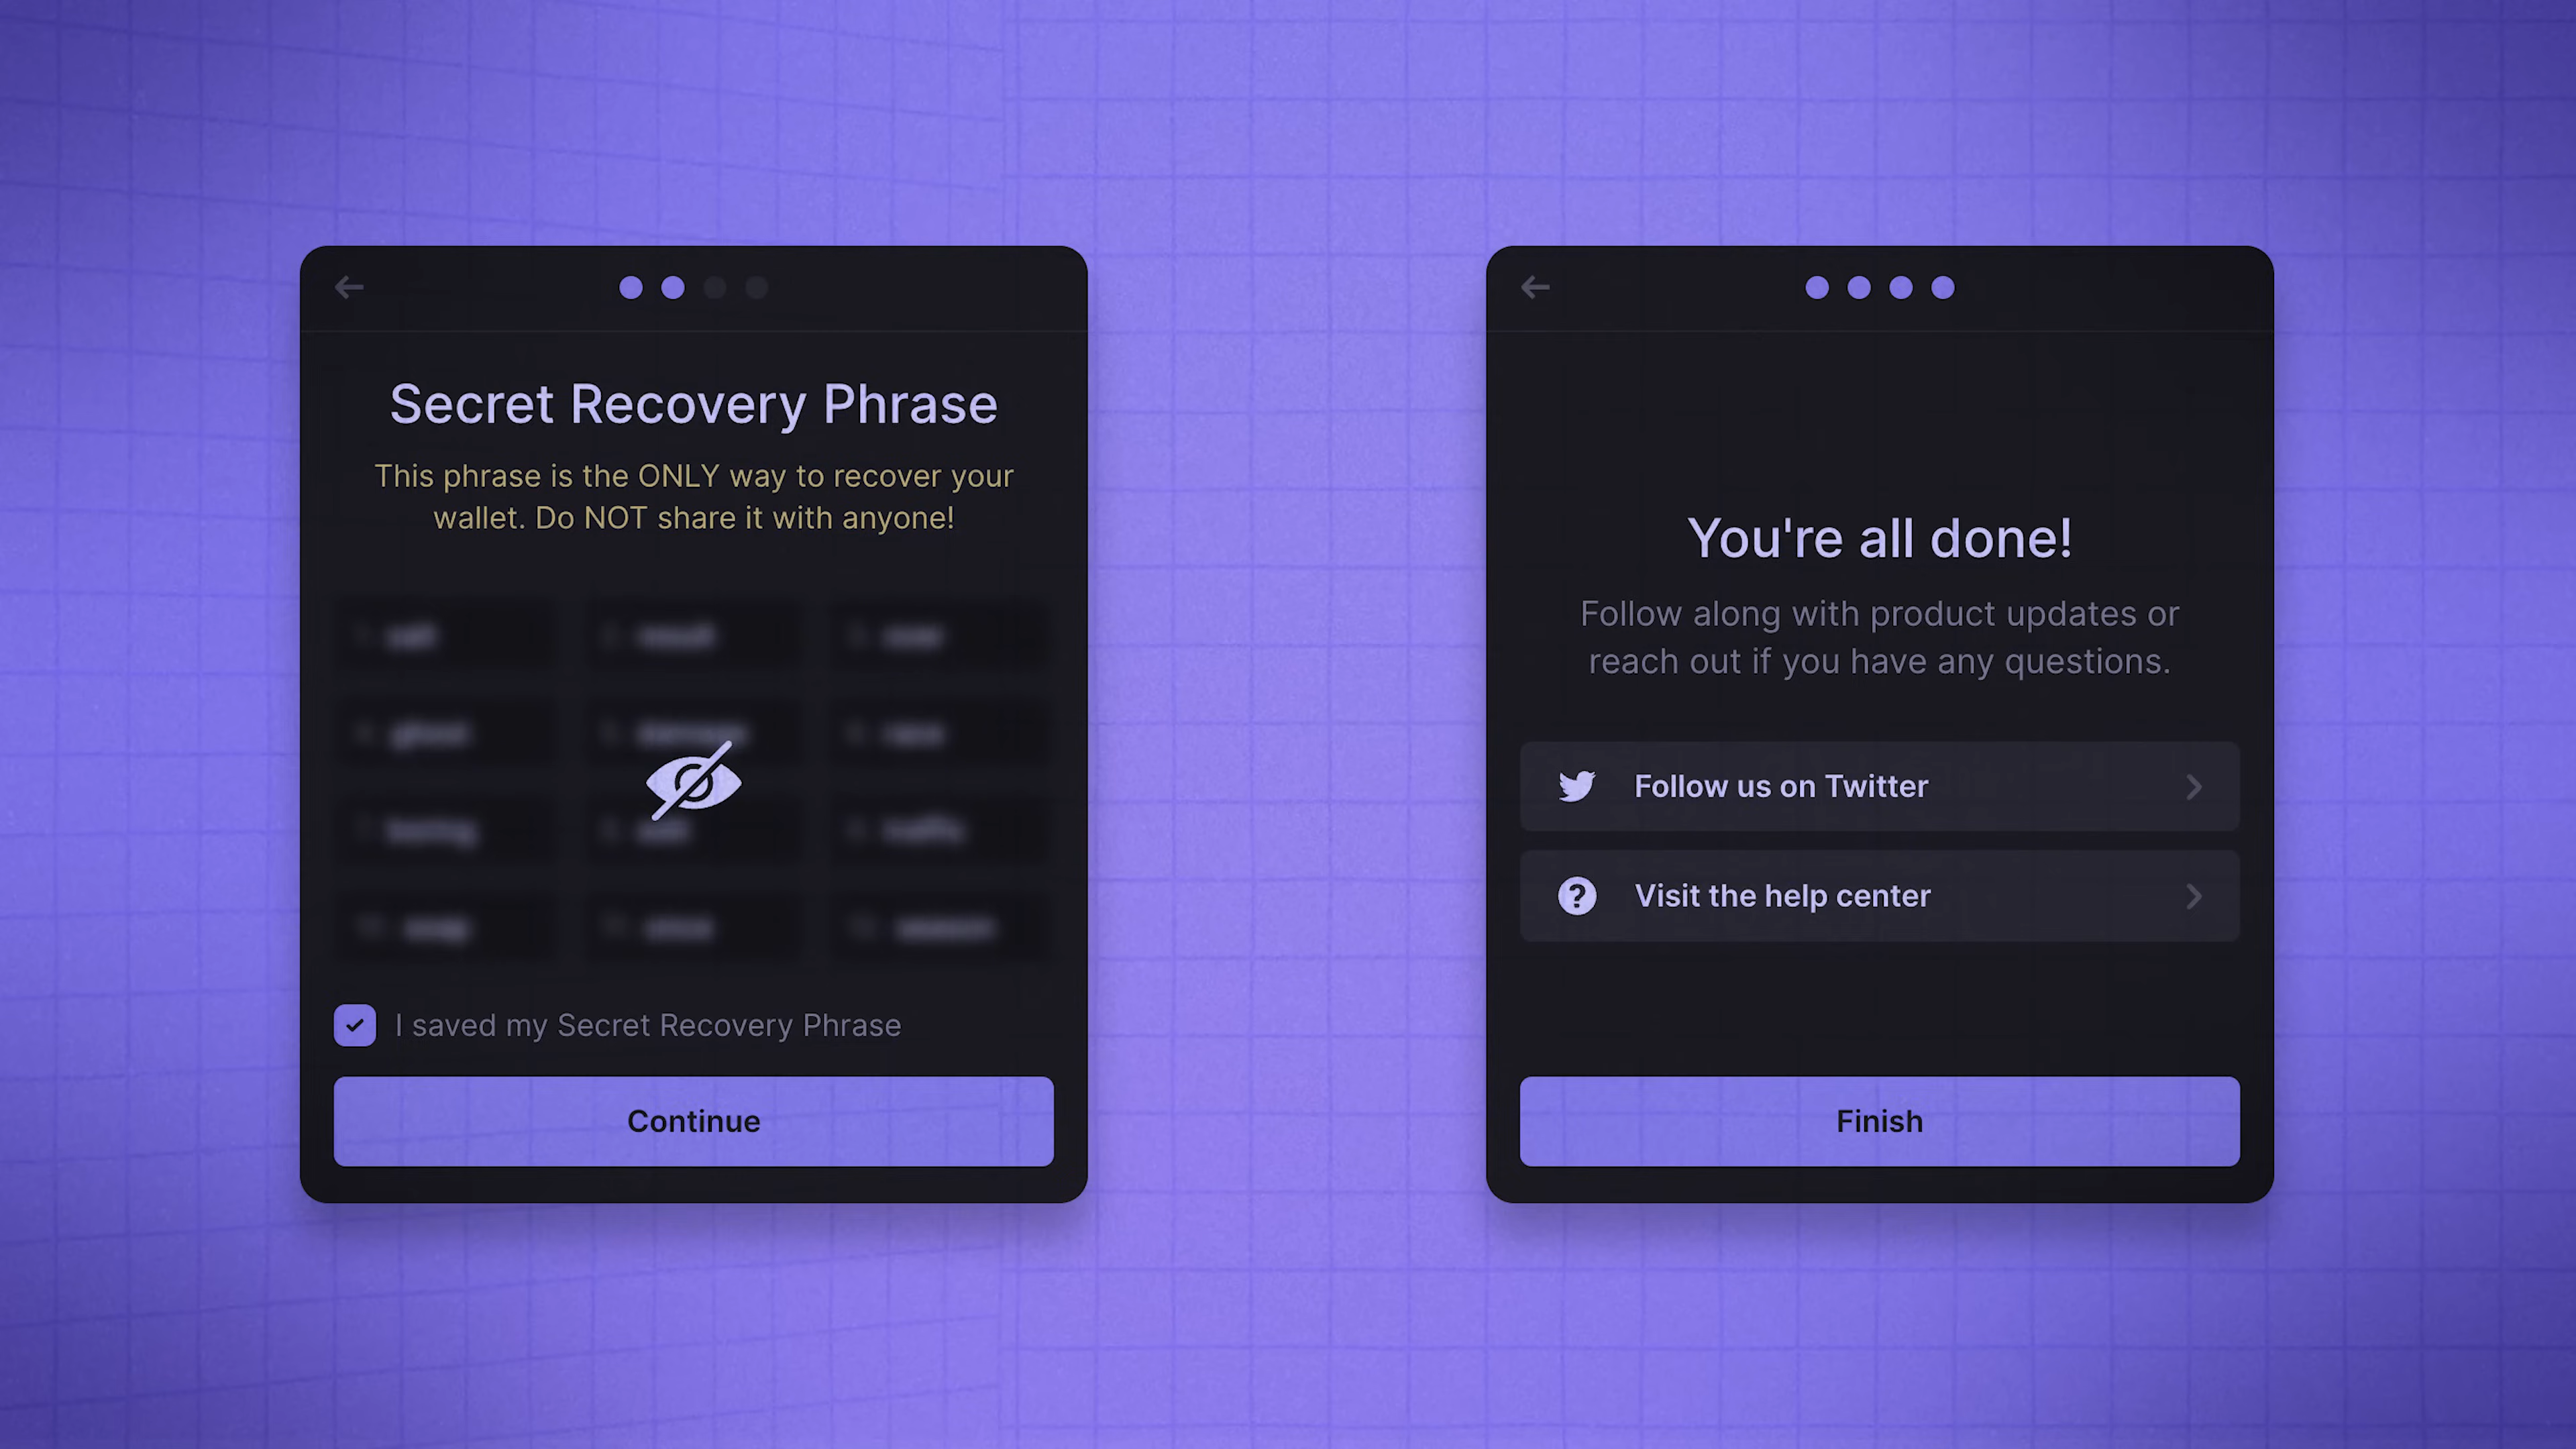 Secret Recovery Phrase
This phrase is the ONLY way to recover your
wallet. Do NOT share it with anyone!
I saved my Secret Recovery Phrase
Continue
You're all done!
Follow along with product updates or
reach out if you have any questions.
Follow us on Twitter
Visit the help center
Finish